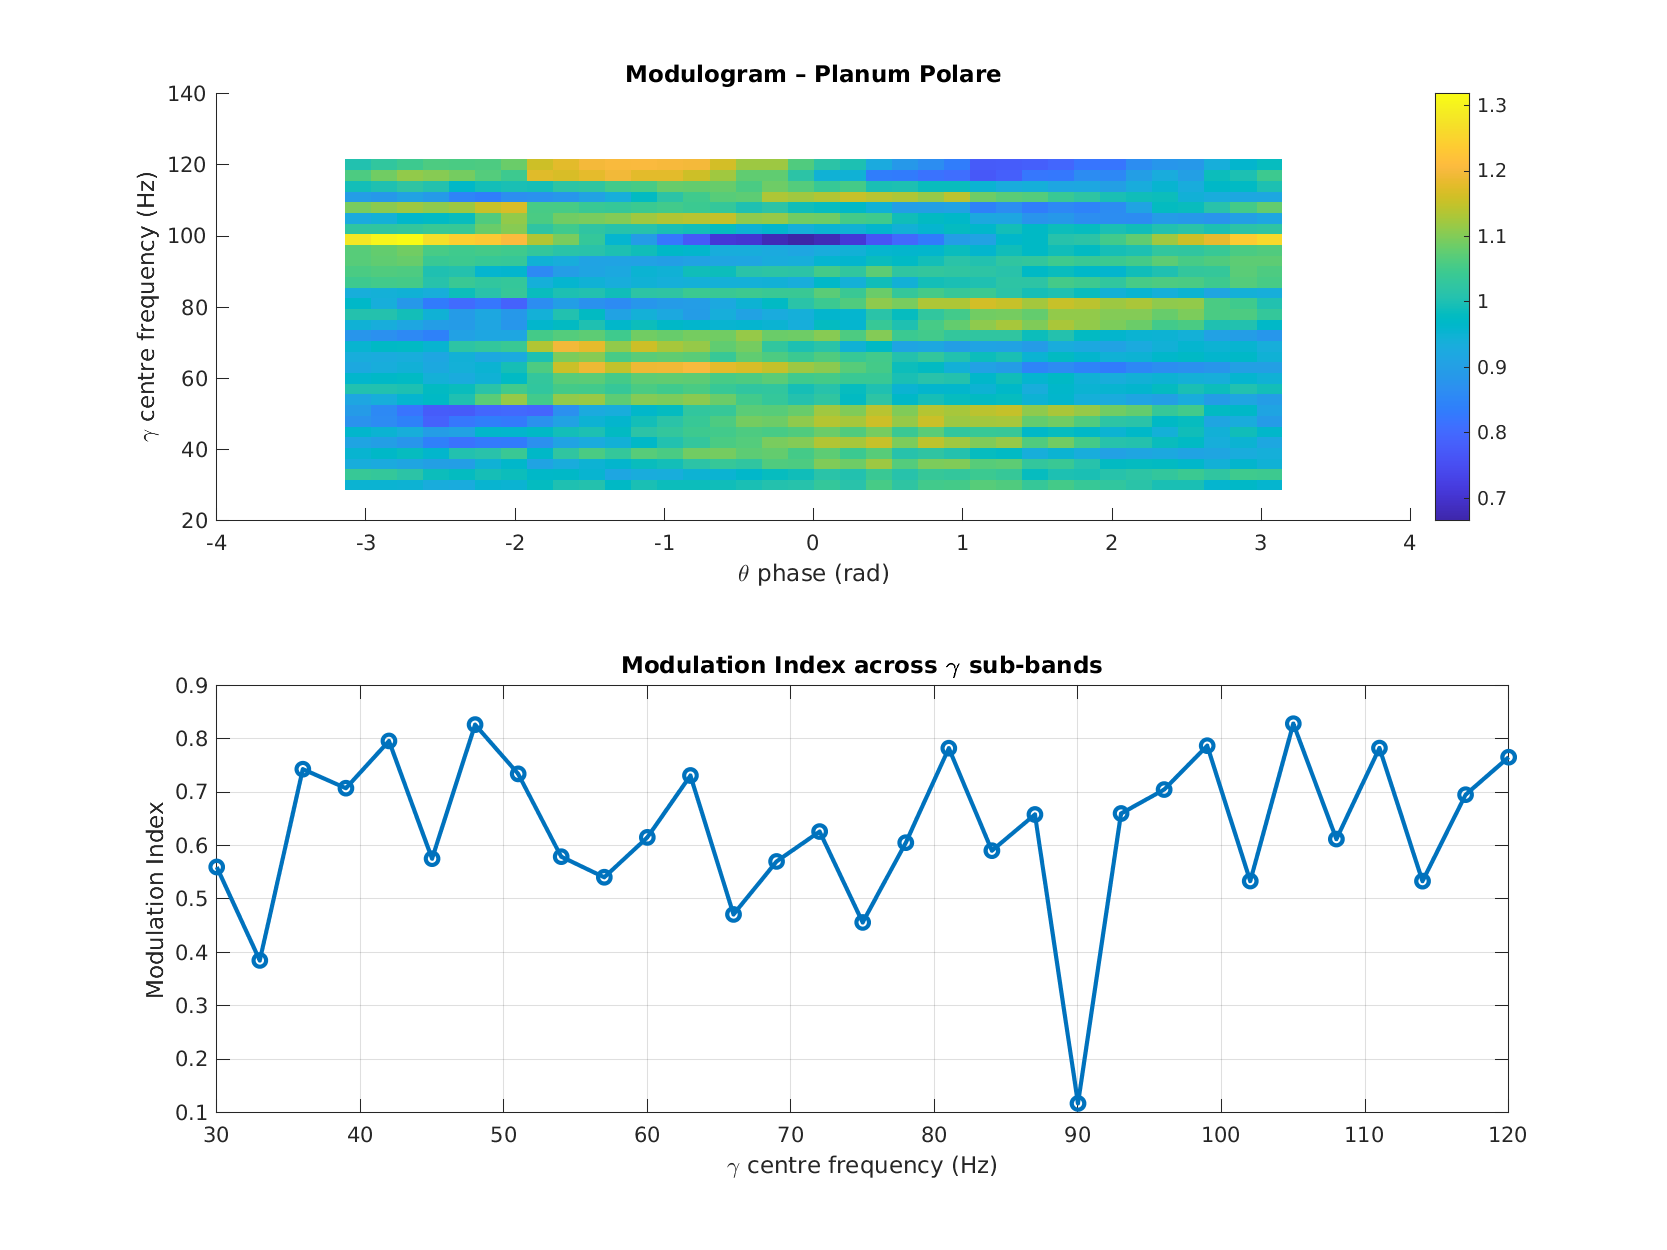 Modulogram – Planum Polare
140
120
100
80
60
40
20
γ centre frequency (Hz)
-4 -3 -2 -1 0 1 2 3 4
θ phase (rad)
1.3
1.2
1.1
1
0.9
0.8
0.7
Modulation Index across γ sub-bands
0.9
0.8
0.7
0.6
0.5
0.4
0.3
0.2
0.1
Modulation Index
30 40 50 60 70 80 90 100 110 120
γ centre frequency (Hz)